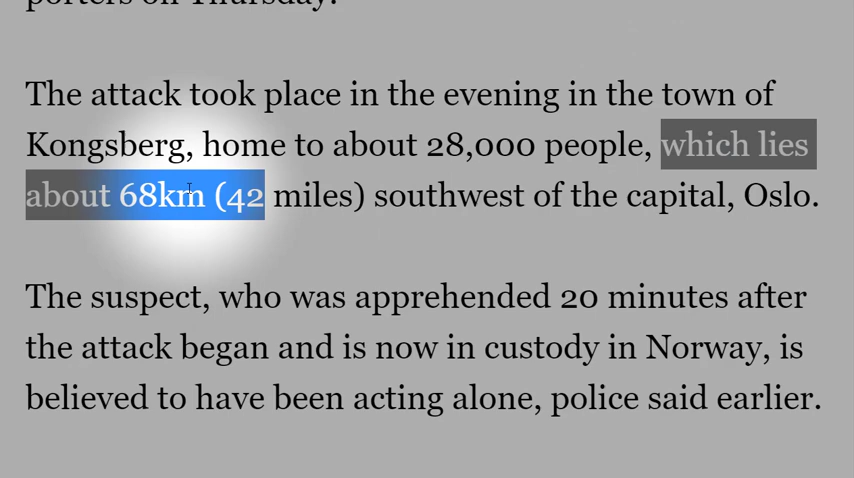 porters on Thursday.
The attack took place in the evening in the town of
Kongsberg, home to about 28,000 people, which lies
about 68km (42 miles) southwest of the capital, Oslo.
The suspect, who was apprehended 20 minutes after
the attack began and is now in custody in Norway, is
believed to have been acting alone, police said earlier.